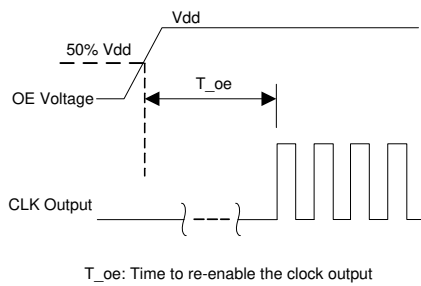 Vdd
50% Vdd
T_oe
OE Voltage
CLK Output
T_oe: Time to re-enable the clock output